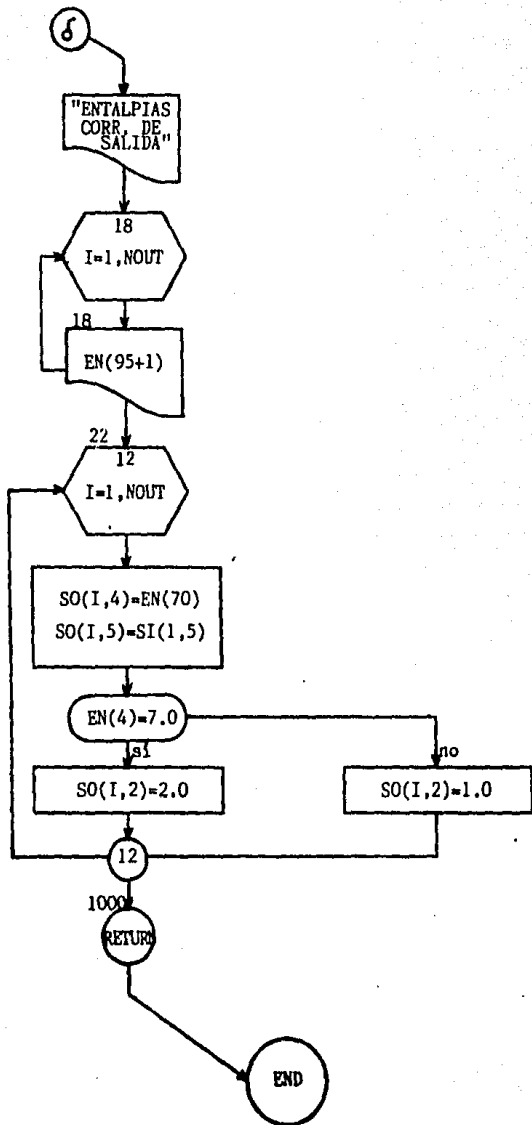 δ
"ENTALPIAS
CORR. DE
SALIDA"
18
I=1,NOUT
18
EN(95+1)
22
12
I=1,NOUT
SO(I,4)=EN(70)
SO(I,5)=SI(1,5)
EN(4)=7.0
si
no
SO(I,2)=2.0
SO(I,2)=1.0
12
1000
RETURN
END